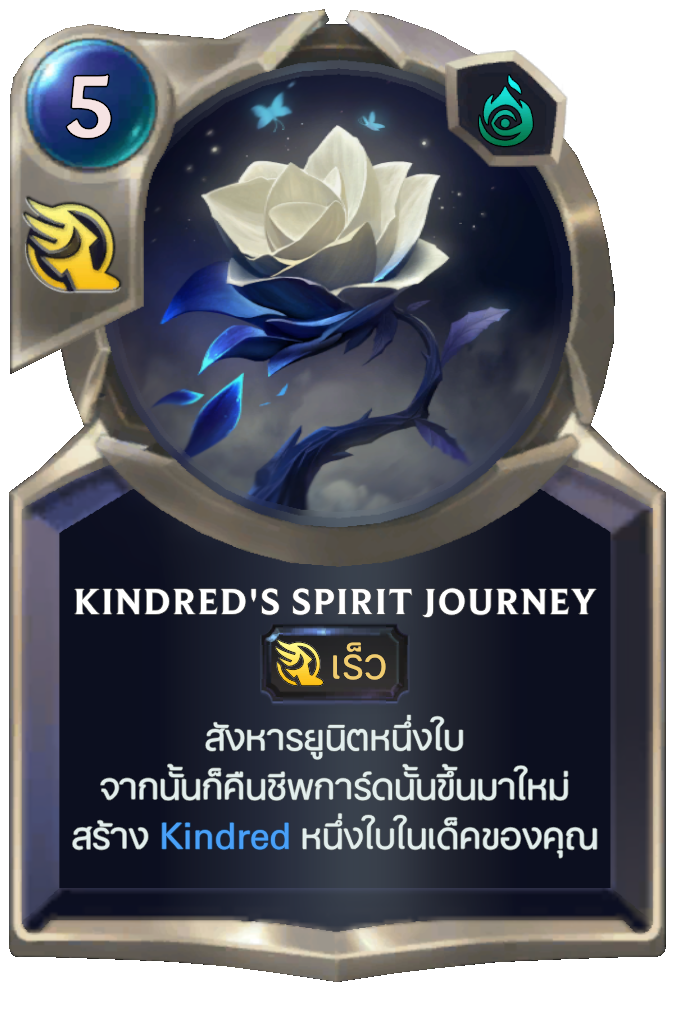 5
KINDRED'S SPIRIT JOURNEY
เร็ว
สังหารยูนิตหนึ่งใบ
จากนั้นก็คืนชีพการ์ดนั้นขึ้นมาใหม่
สร้าง Kindred หนึ่งใบในเด็คของคุณ